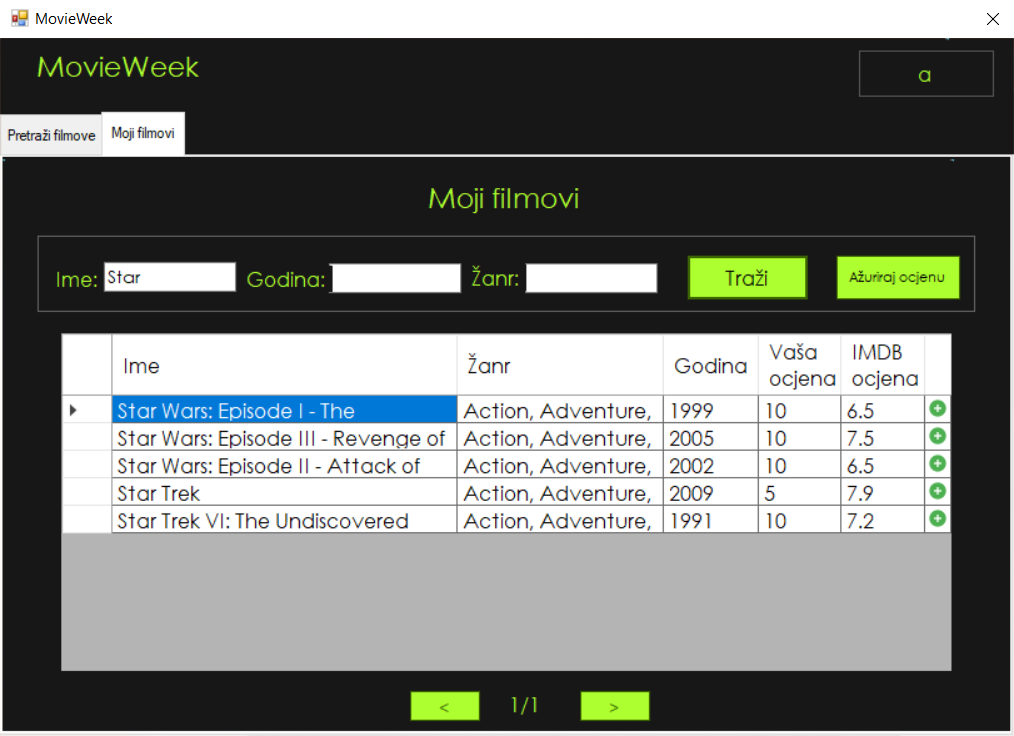 MovieWeek
MovieWeek
a
Pretraži filmove Moji filmovi
Moji filmovi
Ime: Star Godina: Žanr: Traži Ažuriraj ocjenu
Ime Žanr Godina Vaša ocjena IMDB ocjena
Star Wars: Episode I - The Action, Adventure, 1999 10 6.5
Star Wars: Episode III - Revenge of Action, Adventure, 2005 10 7.5
Star Wars: Episode II - Attack of Action, Adventure, 2002 10 6.5
Star Trek Action, Adventure, 2009 5 7.9
Star Trek VI: The Undiscovered Action, Adventure, 1991 10 7.2
< 1/1 >